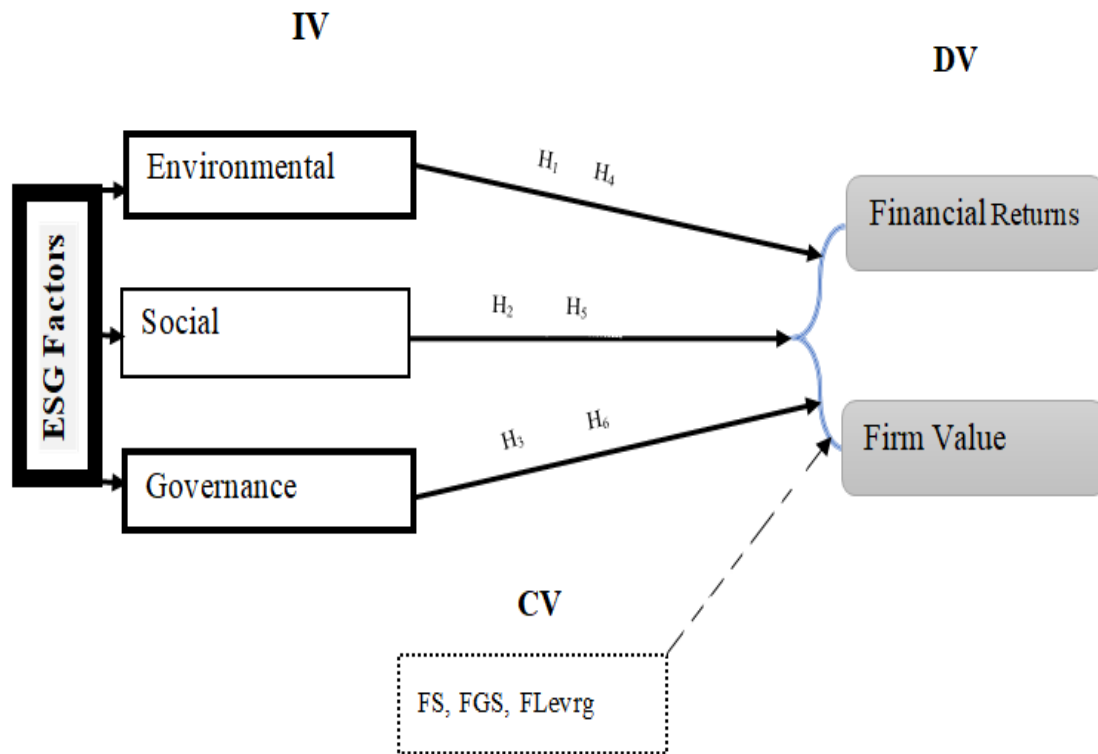 IV
DV
Environmental
H₁ H₄
Financial Returns
ESG Factors
Social
H₂ H₅
Governance
H₃ H₆
Firm Value
CV
FS, FGS, FLevrg